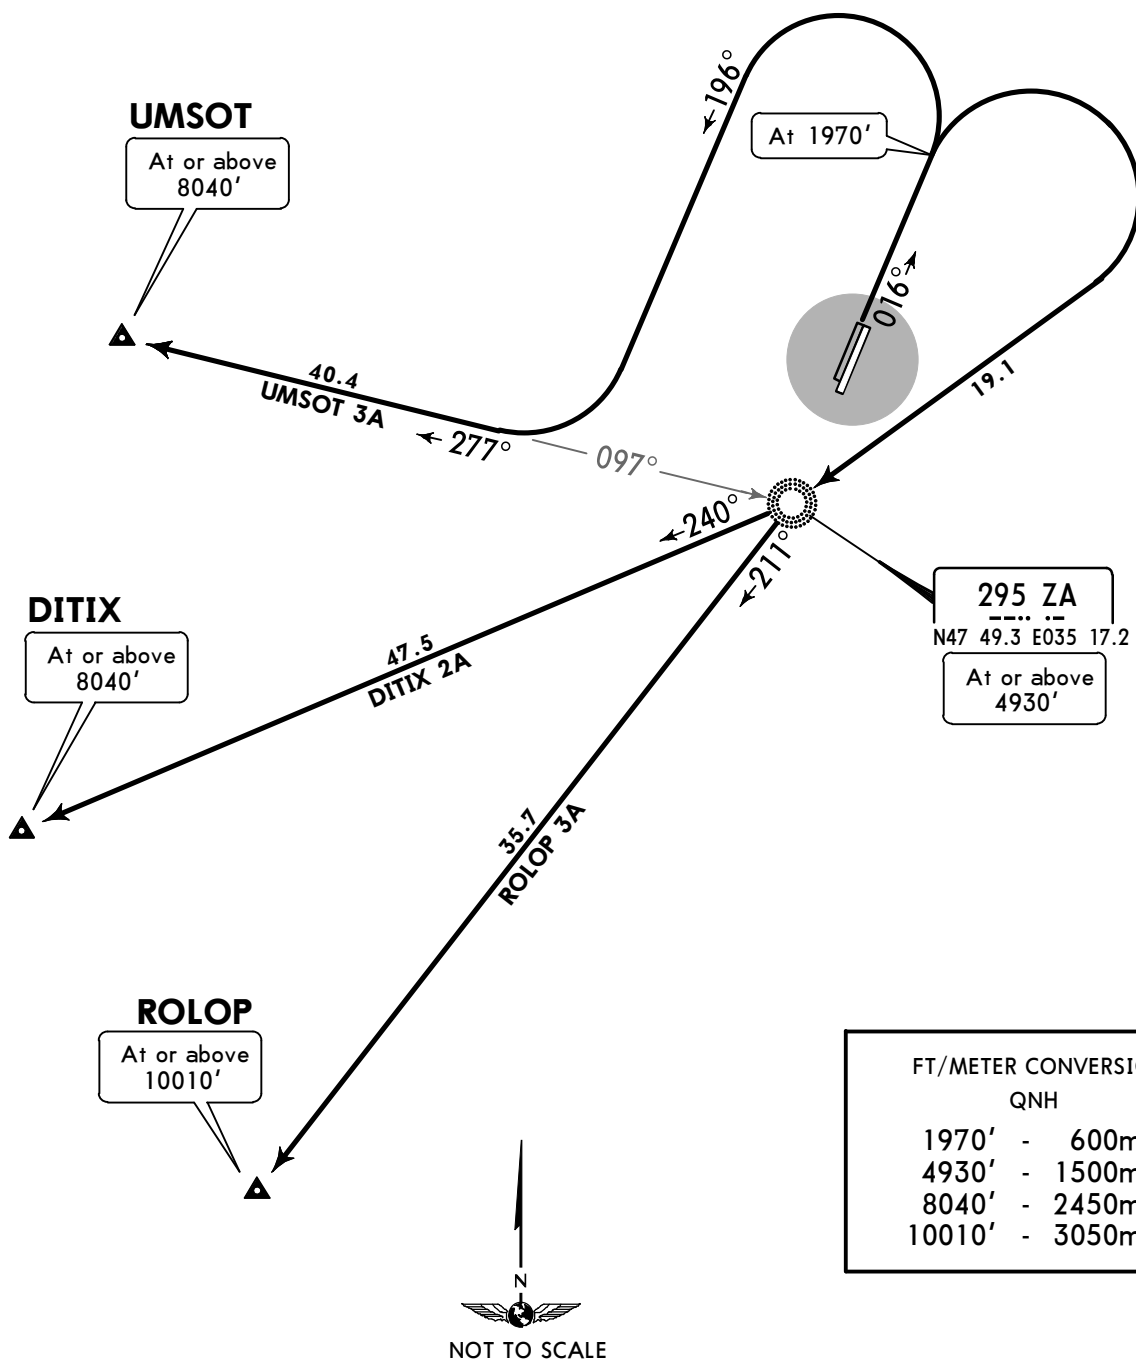 196°
UMSOT
At or above
8040'
At 1970'
016°
40.4
UMSOT 3A
277°
097°
19.1
240°
211°
295 ZA
N47 49.3 E035 17.2
At or above
4930'
DITIX
At or above
8040'
47.5
DITIX 2A
35.7
ROLOP 3A
ROLOP
At or above
10010'
FT/METER CONVERSI
QNH
1970' - 600m
4930' - 1500m
8040' - 2450m
10010' - 3050m
N
NOT TO SCALE